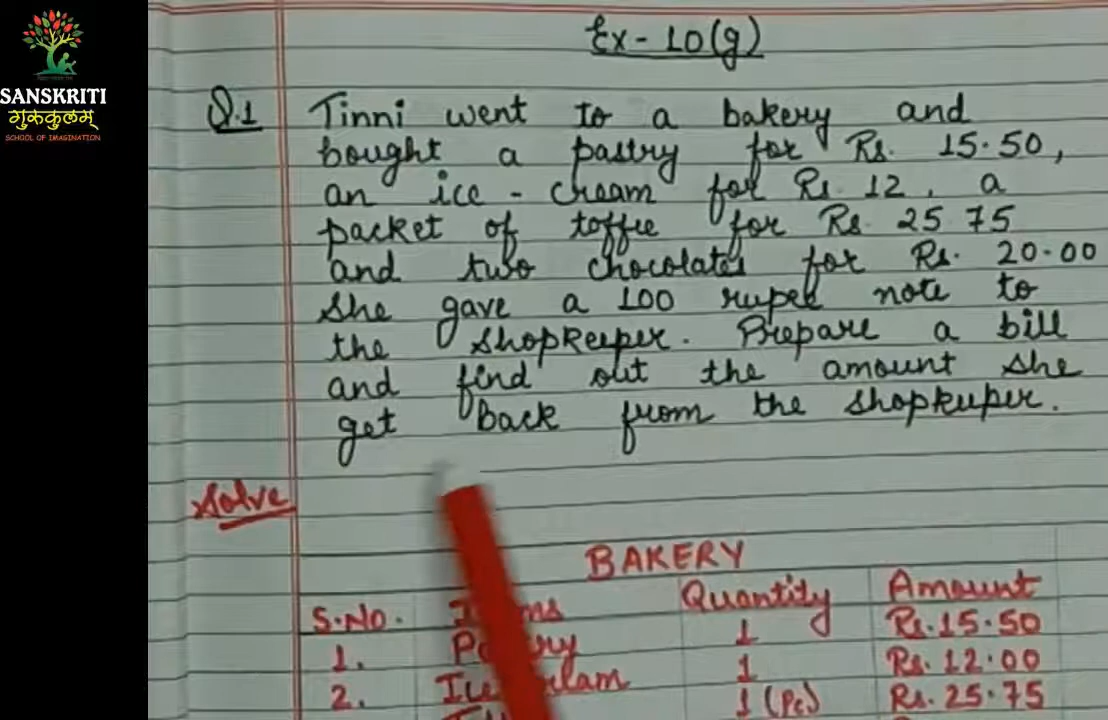 SANSKRITI
गुरुकुलम्
SCHOOL OF IMAGINATION
Ex - 10(g)
Q.1 Tinni went to a bakery and
bought a pastry for Rs. 15.50,
an ice - cream for Rs. 12, a
packet of toffee for Rs. 25 75
and two chocolates for Rs. 20.00
She gave a 100 rupee note to
the shopkeeper. Prepare a bill
and find out the amount she
get back from the shopkeeper.
Solve
BAKERY
S.No. Quantity Amount
1. 1 Rs. 15.50
2. 1 Rs. 12.00
1 (Pc) Rs. 25.75